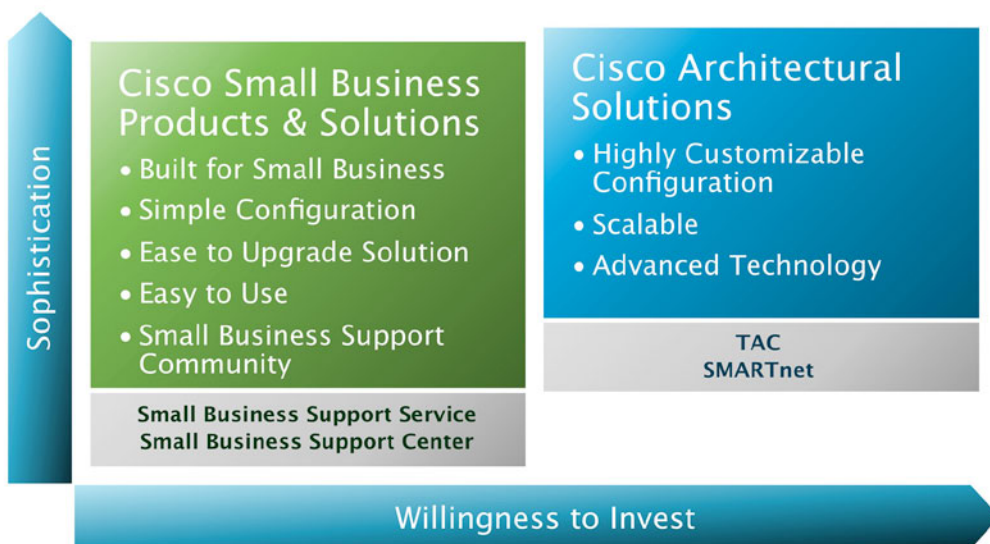 Sophistication
Cisco Small Business
Products & Solutions
• Built for Small Business
• Simple Configuration
• Ease to Upgrade Solution
• Easy to Use
• Small Business Support
Community
Small Business Support Service
Small Business Support Center
Cisco Architectural
Solutions
• Highly Customizable
Configuration
• Scalable
• Advanced Technology
TAC
SMARTnet
Willingness to Invest